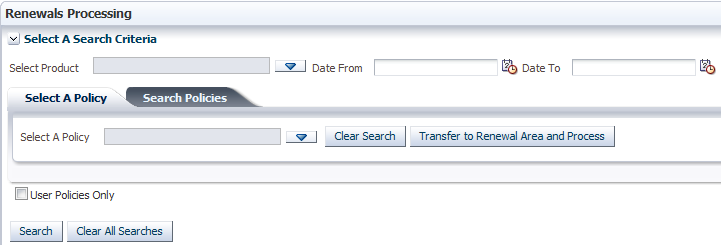 Renewals Processing
Select A Search Criteria
Select Product Date From Date To
Select A Policy Search Policies
Select A Policy Clear Search Transfer to Renewal Area and Process
User Policies Only
Search Clear All Searches